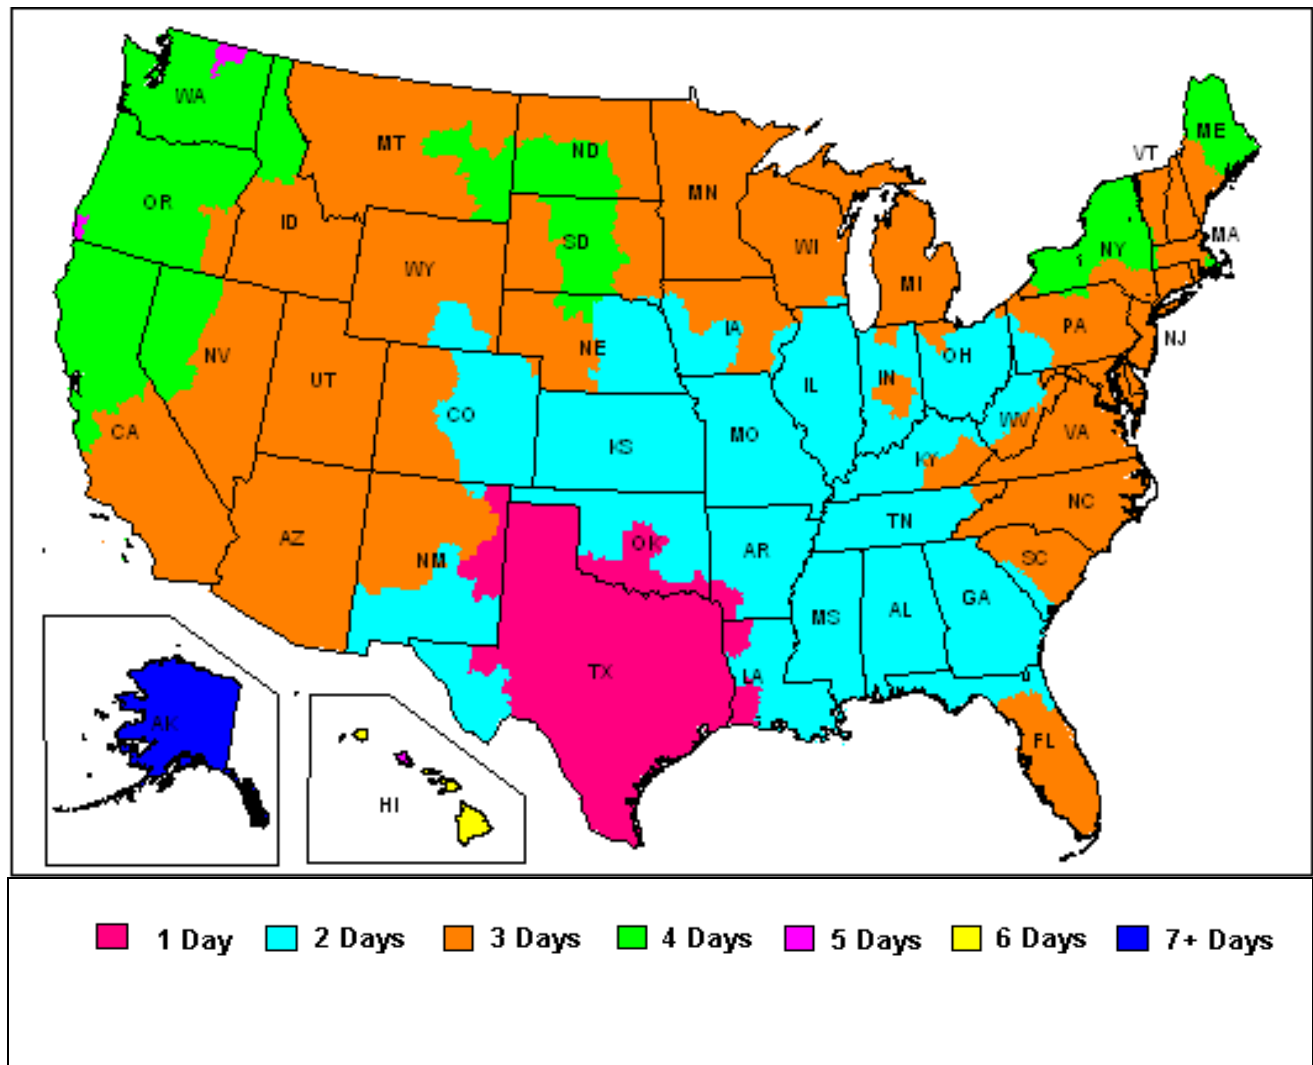 WA
MT
ND
ME
VT
OR
ID
MN
SD
WI
NY
MA
WY
MI
NV
NE
IA
PA
NJ
UT
CO
IL
IN
OH
CA
KS
MO
KY
WV
VA
AZ
NM
OK
AR
TN
NC
SC
MS
AL
GA
TX
LA
AK
FL
HI
1 Day 2 Days 3 Days 4 Days 5 Days 6 Days 7+ Days